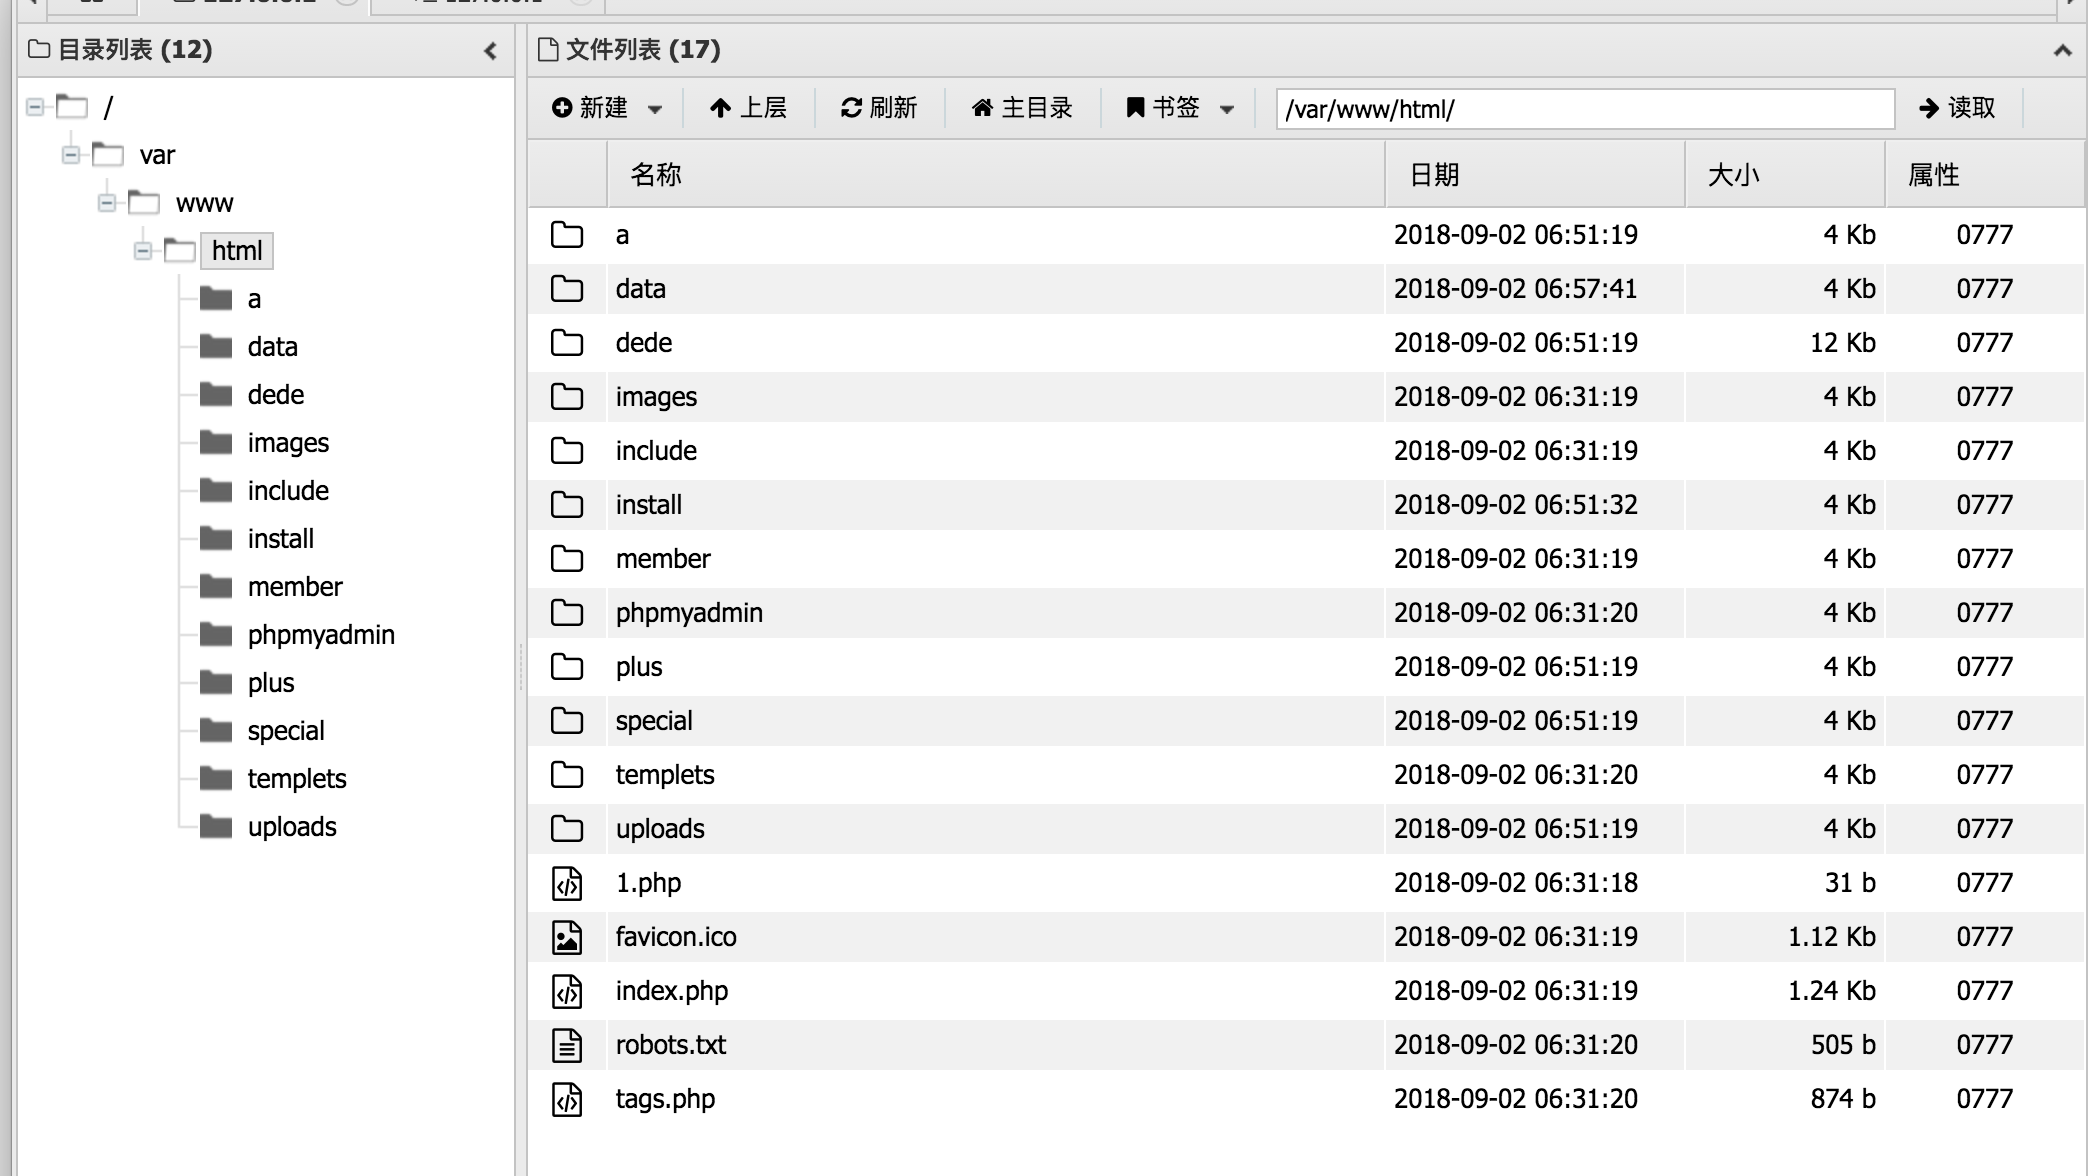 目录列表 (12)
/
var
www
html
a
data
dede
images
include
install
member
phpmyadmin
plus
special
templets
uploads
文件列表 (17)
新建 上层 刷新 主目录 书签 /var/www/html/ 读取
名称 日期 大小 属性
a 2018-09-02 06:51:19 4 Kb 0777
data 2018-09-02 06:57:41 4 Kb 0777
dede 2018-09-02 06:51:19 12 Kb 0777
images 2018-09-02 06:31:19 4 Kb 0777
include 2018-09-02 06:31:19 4 Kb 0777
install 2018-09-02 06:51:32 4 Kb 0777
member 2018-09-02 06:31:19 4 Kb 0777
phpmyadmin 2018-09-02 06:31:20 4 Kb 0777
plus 2018-09-02 06:51:19 4 Kb 0777
special 2018-09-02 06:51:19 4 Kb 0777
templets 2018-09-02 06:31:20 4 Kb 0777
uploads 2018-09-02 06:51:19 4 Kb 0777
1.php 2018-09-02 06:31:18 31 b 0777
favicon.ico 2018-09-02 06:31:19 1.12 Kb 0777
index.php 2018-09-02 06:31:19 1.24 Kb 0777
robots.txt 2018-09-02 06:31:20 505 b 0777
tags.php 2018-09-02 06:31:20 874 b 0777